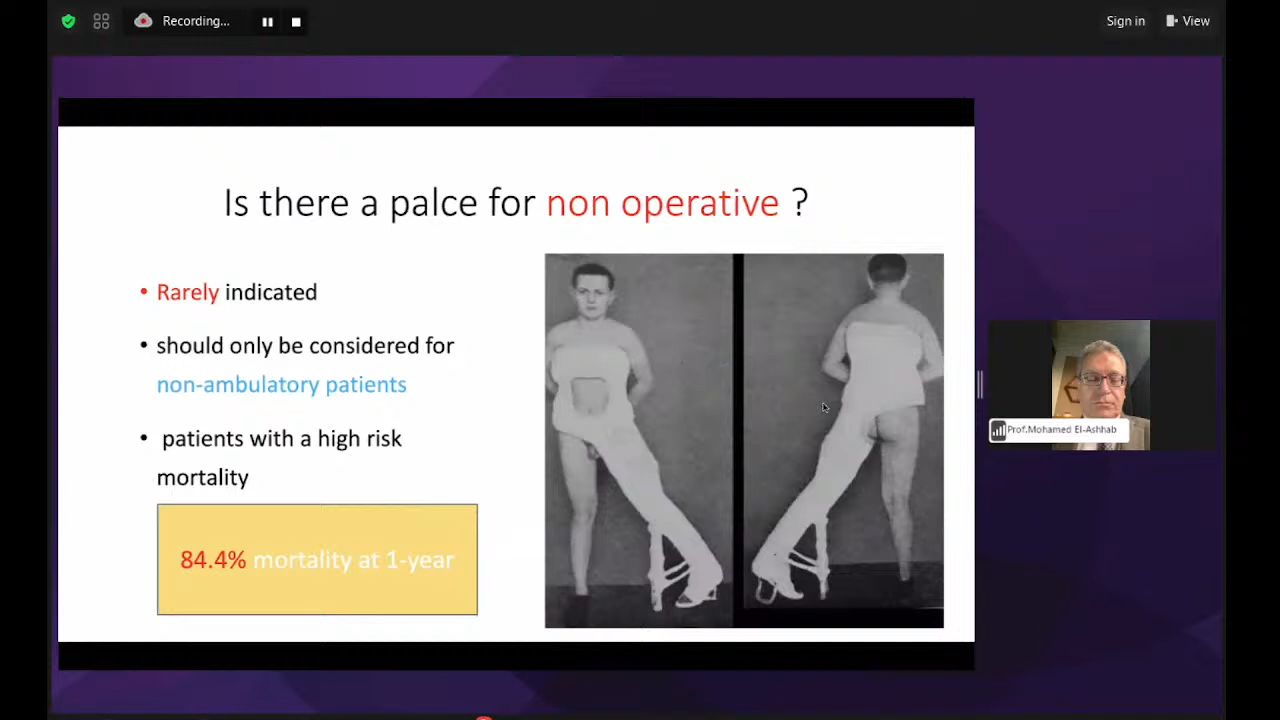 Recording...
Sign in
View
Is there a palce for non operative ?
• Rarely indicated
• should only be considered for
non-ambulatory patients
• patients with a high risk
mortality
84.4% mortality at 1-year
Prof.Mohamed El-Ashhab